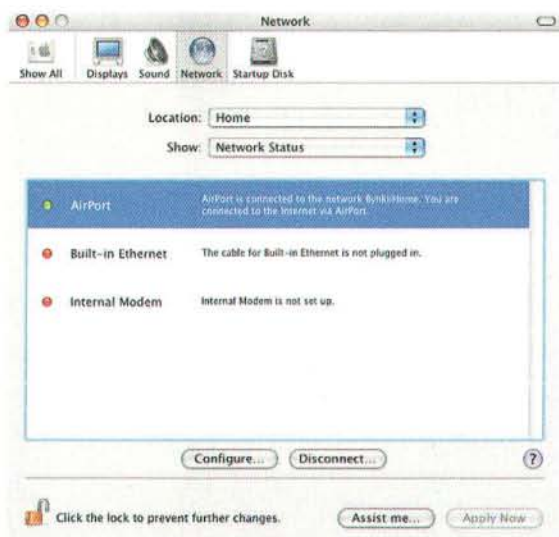 Network
Show All Displays Sound Network Startup Disk
Location: Home
Show: Network Status
AirPort AirPort is connected to the network You are
connected to the Internet via AirPort.
Built-in Ethernet The cable for Built-in Ethernet is not plugged in.
Internal Modem Internal Modem is not set up.
Configure... Disconnect... ?
Click the lock to prevent further changes. Assist me... Apply Now